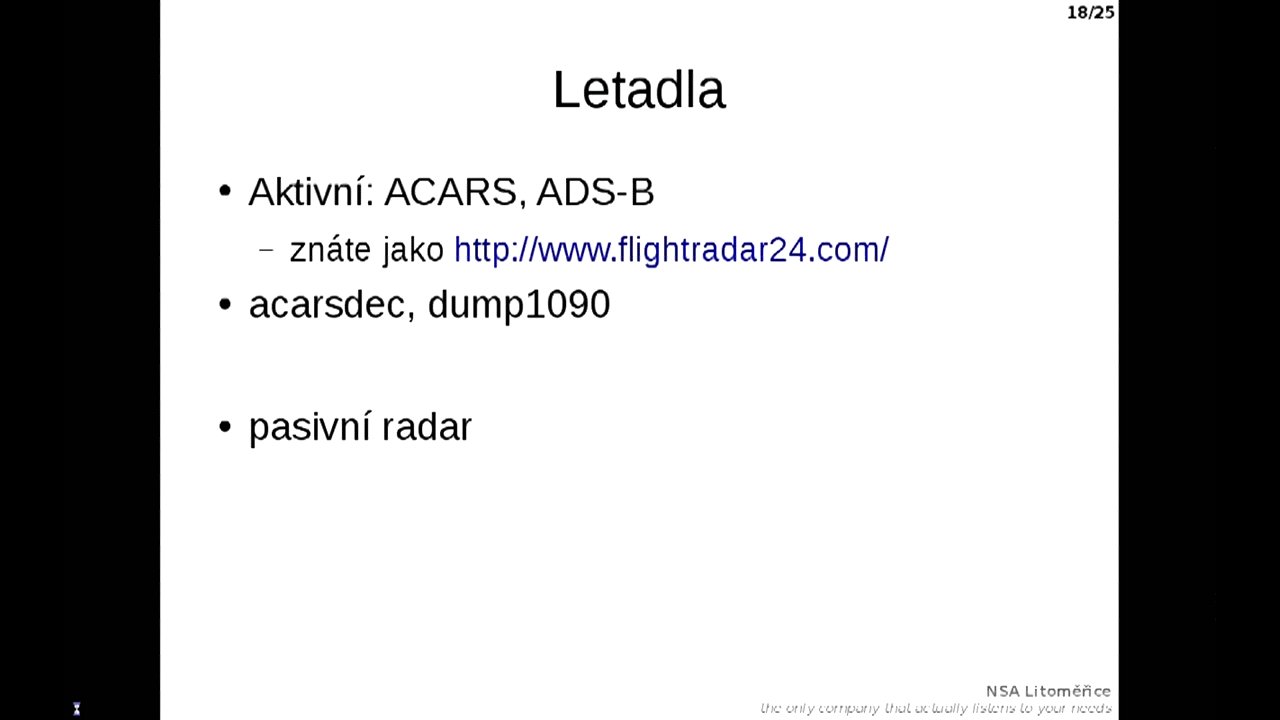 18/25
Letadla
• Aktivní: ACARS, ADS-B
– znáte jako http://www.flightradar24.com/
• acarsdec, dump1090
• pasivní radar
NSA Litoměřice
the only company that actually listens to your needs